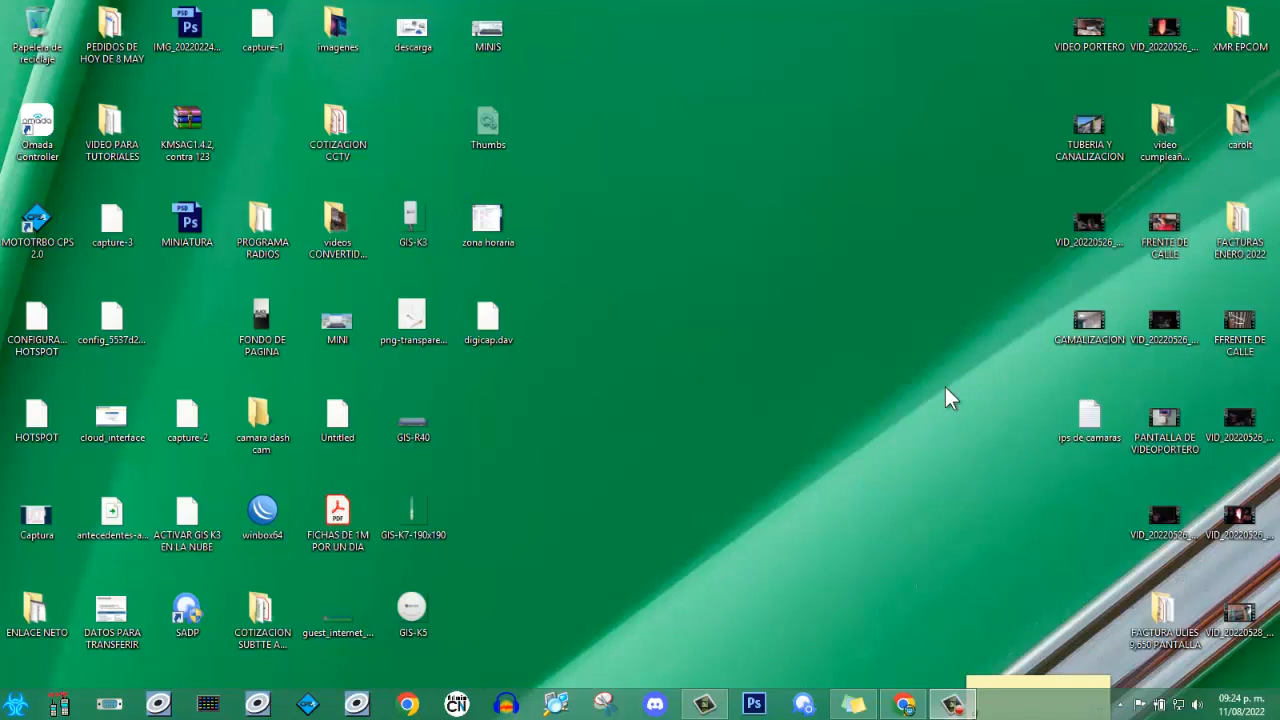 Papelera de
reciclaje
PEDIDOS DE
HOY DE 8 MAY
IMG_20220224...
capture-1
imagenes
descarga
MINIS
VIDEO PORTERO
VID_20220526_...
XMR EPCOM
Omada
Controller
VIDEO PARA
TUTORIALES
KMSAC1.4.2,
contra 123
COTIZACION
CCTV
Thumbs
TUBERIA Y
CANALIZACION
video
cumpleañ...
carolt
MOTOTRBO CPS
2.0
capture-3
MINIATURA
PROGRAMA
RADIOS
videos
CONVERTID...
GIS-K3
zona horaria
VID_20220526_...
FRENTE DE
CALLE
FACTURAS
ENERO 2022
CONFIGURA...
HOTSPOT
config_5537d2...
FONDO DE
PAGINA
MINI
png-transpare...
digicap.dav
CAMALIZACION
VID_20220526_...
FFRENTE DE
CALLE
HOTSPOT
cloud_interface
capture-2
camara dash
cam
Untitled
GIS-R40
ips de camaras
PANTALLA DE
VIDEOPORTERO
VID_20220526_...
Captura
antecedentes-a...
ACTIVAR GIS K3
EN LA NUBE
winbox64
FICHAS DE 1M
POR UN DIA
GIS-K7-190x190
VID_20220526_...
VID_20220526_...
ENLACE NETO
DATOS PARA
TRANSFERIR
SADP
COTIZACION
SUBTTE A...
guest_internet_...
GIS-K5
FACTURA ULIES
9,650 PANTALLA
VID_20220528_...
09:24 p. m.
11/08/2022